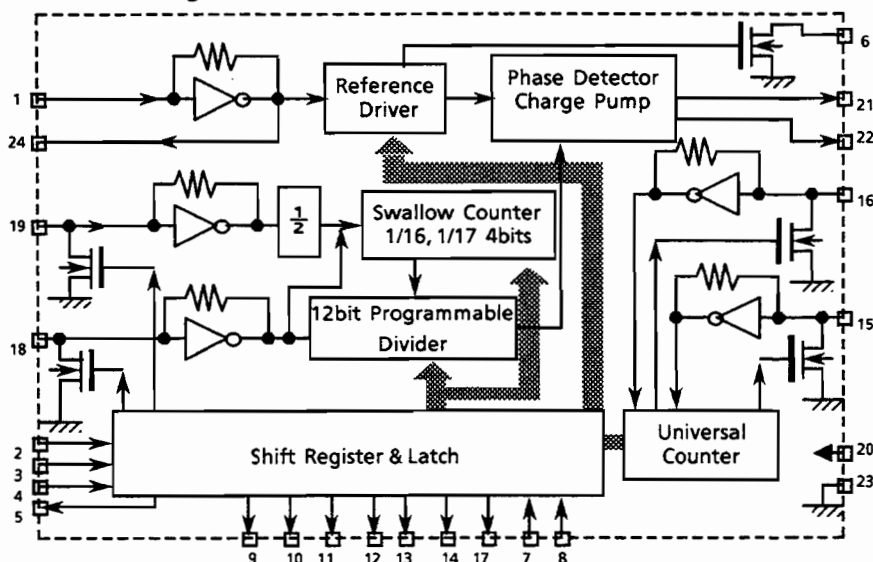 1
24
19
18
2
3
4
5
Reference
Driver
Phase Detector
Charge Pump
1/2
Swallow Counter
1/16, 1/17 4bits
12bit Programmable
Divider
Shift Register & Latch
Universal
Counter
6
21
22
16
15
20
23
9
10
11
12
13
14
17
7
8